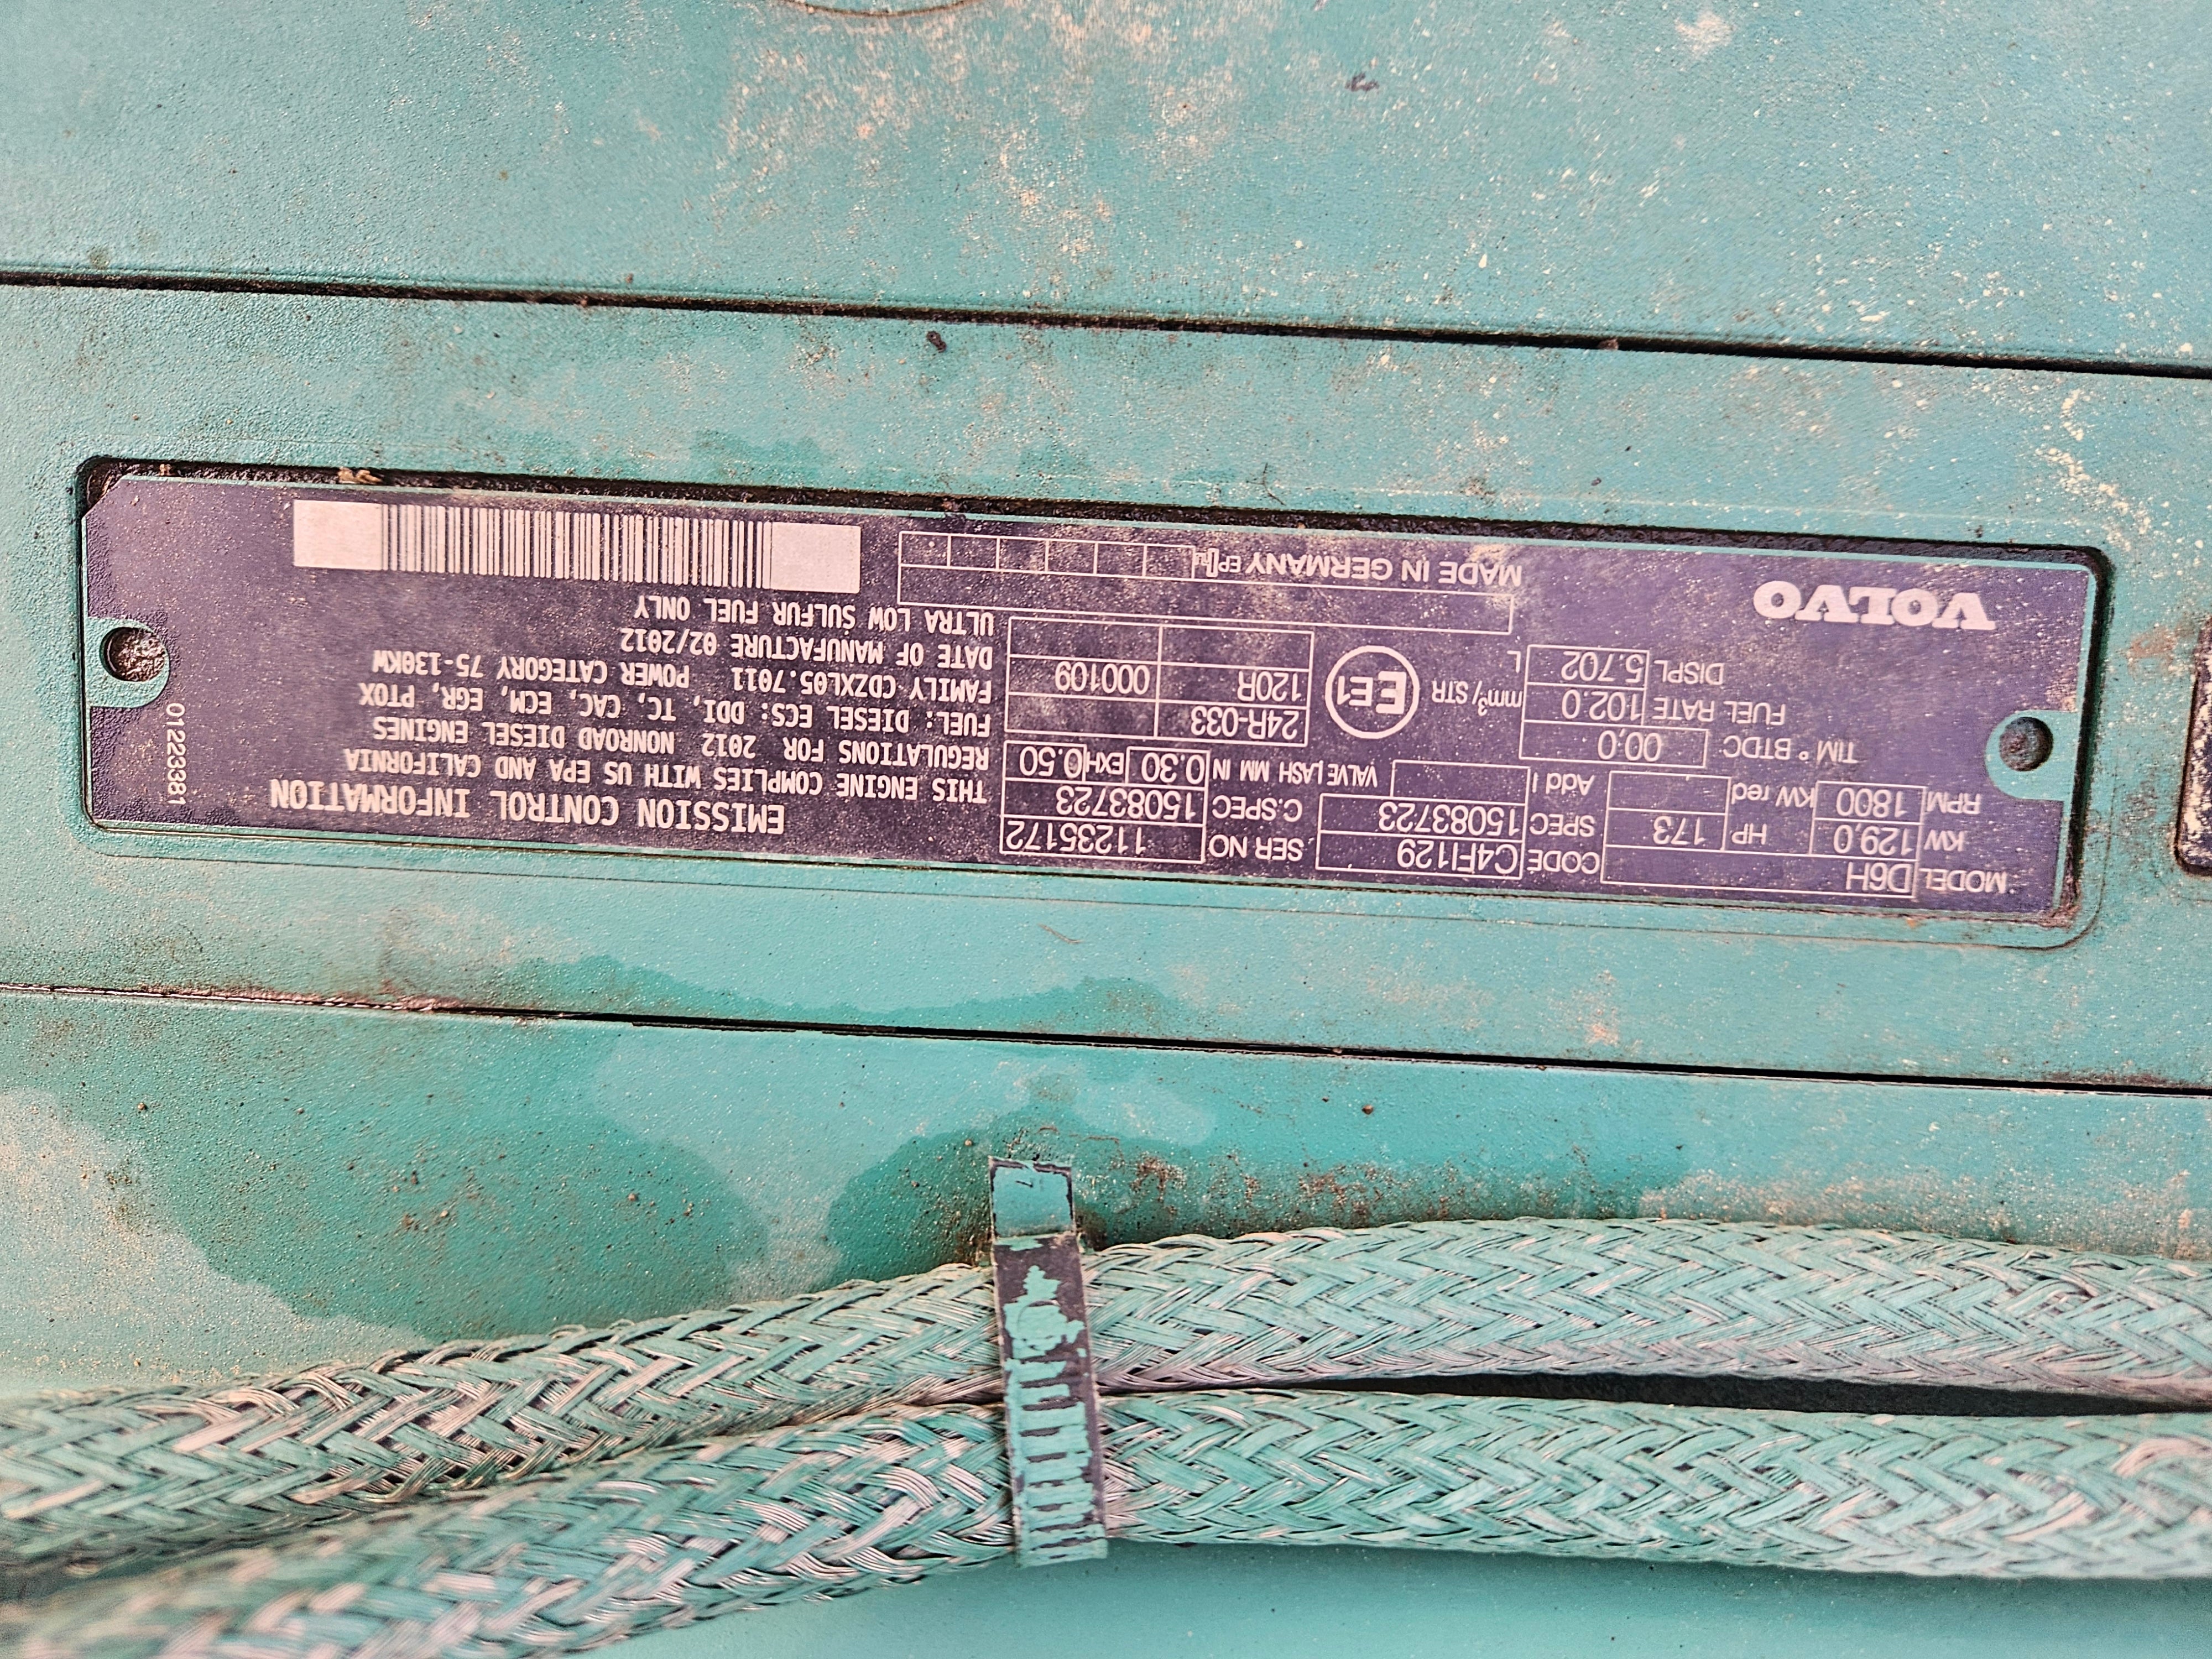 MODEL D6H CODE C4FI129 SER NO 11235172
KW 129,0 HP 173 SPEC 15083723 C.SPEC 15083723
RPM 1800 KW red Add I VALVE LASH MM IN 0.30 EXH 0.50
TIM ° BTDC 00,0
FUEL RATE 102.0 mm³/STR
DISPL 5.702 L
EE1
24R-033
120R 000109
VOLVO
MADE IN GERMANY
EMISSION CONTROL INFORMATION
THIS ENGINE COMPLIES WITH US EPA AND CALIFORNIA
REGULATIONS FOR 2012 NONROAD DIESEL ENGINES
FUEL: DIESEL ECS: DDI, TC, CAC, ECM, EGR, PTOX
FAMILY CDZXL05.7011 POWER CATEGORY 75-130KW
DATE OF MANUFACTURE 02/2012
ULTRA LOW SULFUR FUEL ONLY
01223381